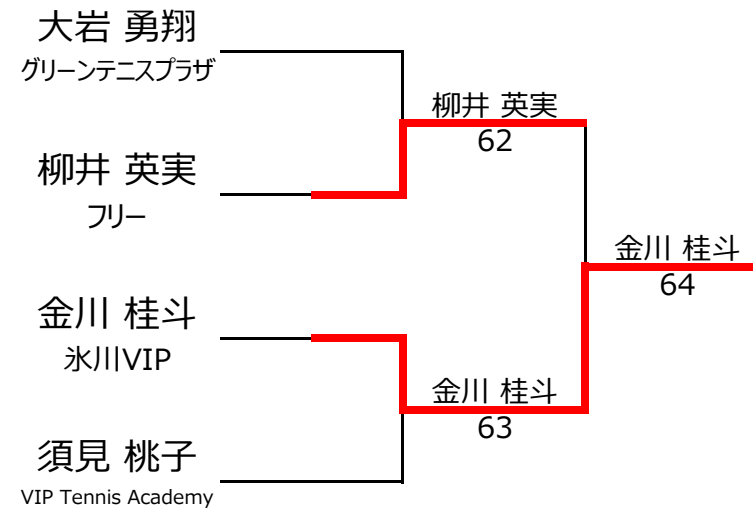 大岩 勇翔
グリーンテニスプラザ
柳井 英実
62
柳井 英実
フリー
金川 桂斗
64
金川 桂斗
氷川VIP
金川 桂斗
63
須見 桃子
VIP Tennis Academy